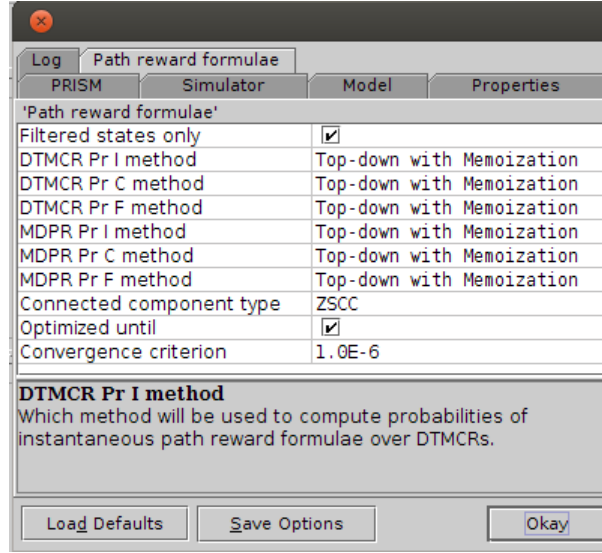 Log Path reward formulae
PRISM Simulator Model Properties
'Path reward formulae'
Filtered states only
DTMCR Pr I method Top-down with Memoization
DTMCR Pr C method Top-down with Memoization
DTMCR Pr F method Top-down with Memoization
MDPR Pr I method Top-down with Memoization
MDPR Pr C method Top-down with Memoization
MDPR Pr F method Top-down with Memoization
Connected component type ZSCC
Optimized until
Convergence criterion 1.0E-6
DTMCR Pr I method
Which method will be used to compute probabilities of
instantaneous path reward formulae over DTMCRs.
Load Defaults Save Options Okay